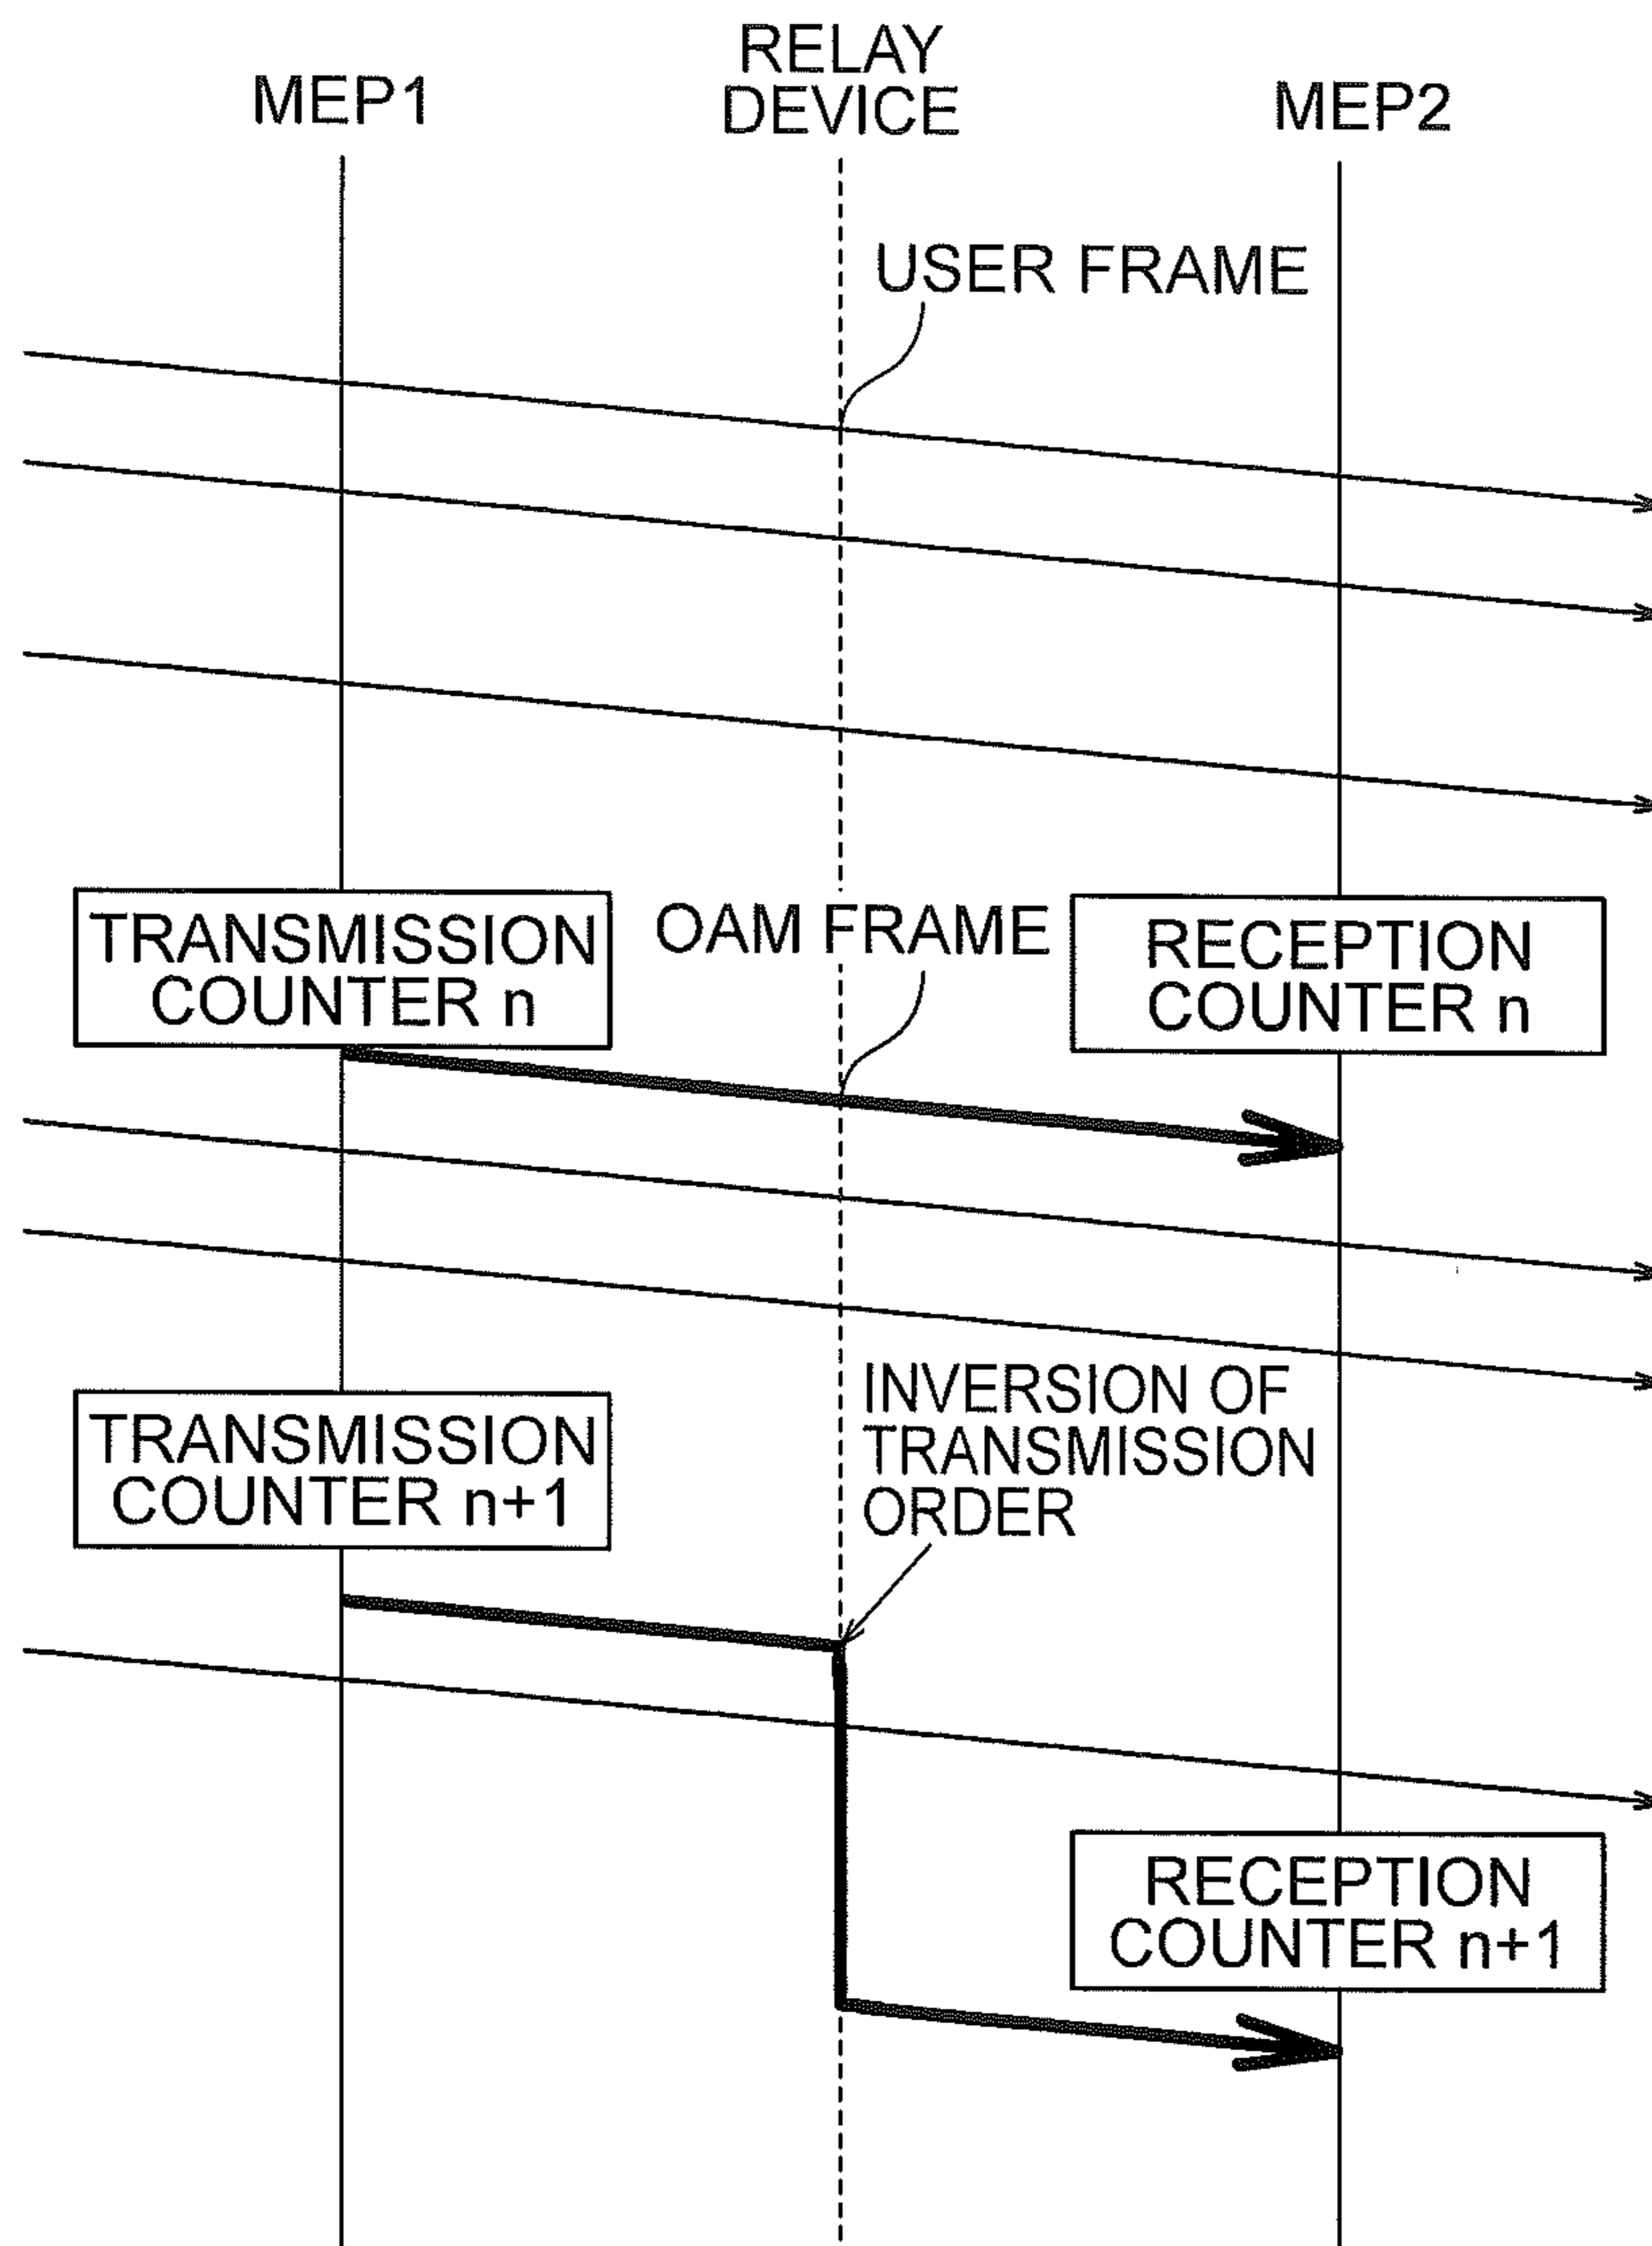 RELAY
DEVICE
MEP1
MEP2
USER FRAME
TRANSMISSION
COUNTER n
OAM FRAME
RECEPTION
COUNTER n
INVERSION OF
TRANSMISSION
ORDER
TRANSMISSION
COUNTER n+1
RECEPTION
COUNTER n+1